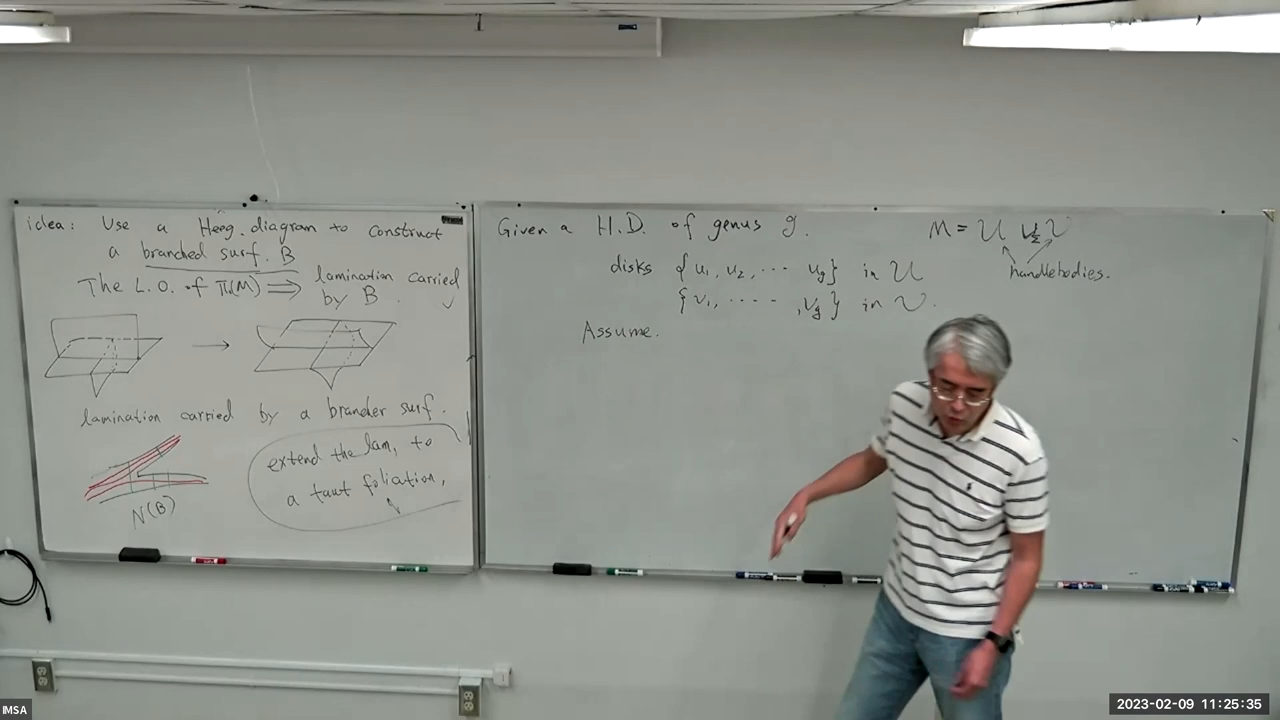 idea: Use a Heeg. diagram to construct
a branched surf. B
The L.O. of π₁(M) ⟹ lamination carried
by B.
lamination carried by a brander surf.
extend the lam, to
a taut foliation,
N(B)
Given a H.D. of genus g.
M = U ∪_Σ V
handlebodies.
disks {u₁, u₂, ... u_g} in U
{v₁, ..... , v_g} in V.
Assume.
IMSA
2023-02-09 11:25:35